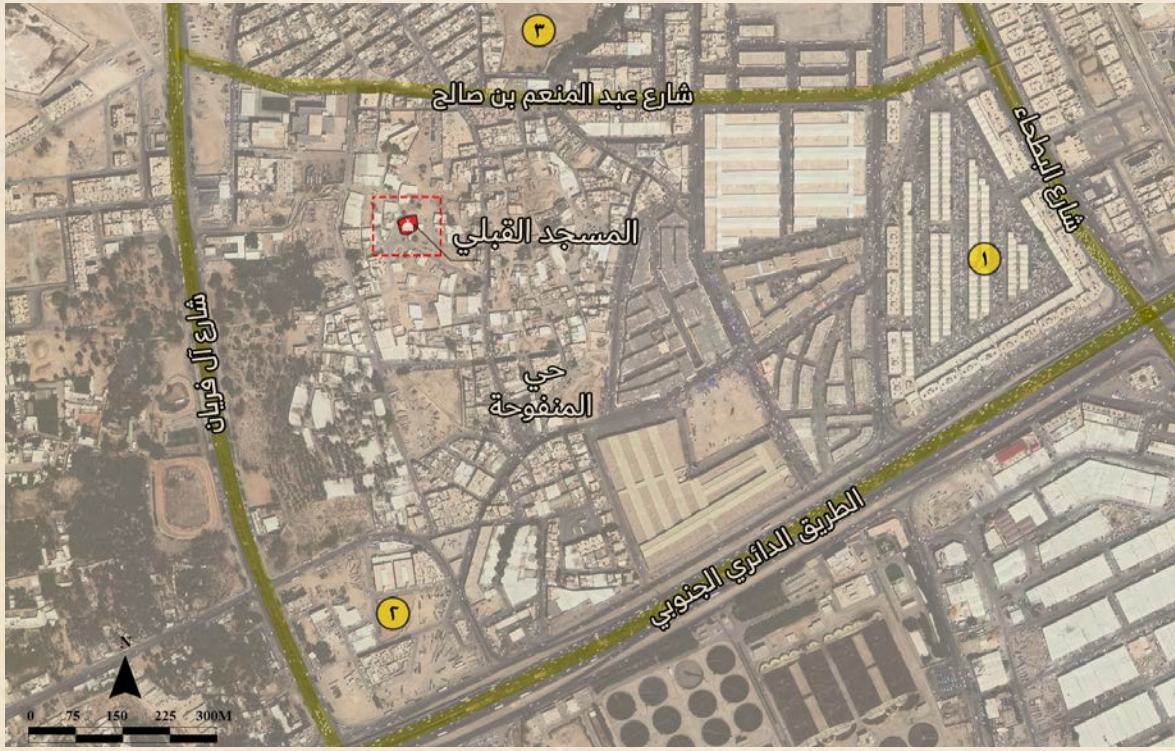 ٣
شارع عبد المنعم بن صالح
شارع البطحاء
المسجد القبلي
١
شارع آل فريان
حي
المنفوحة
الطريق الدائري الجنوبي
٢
N
0 75 150 225 300M